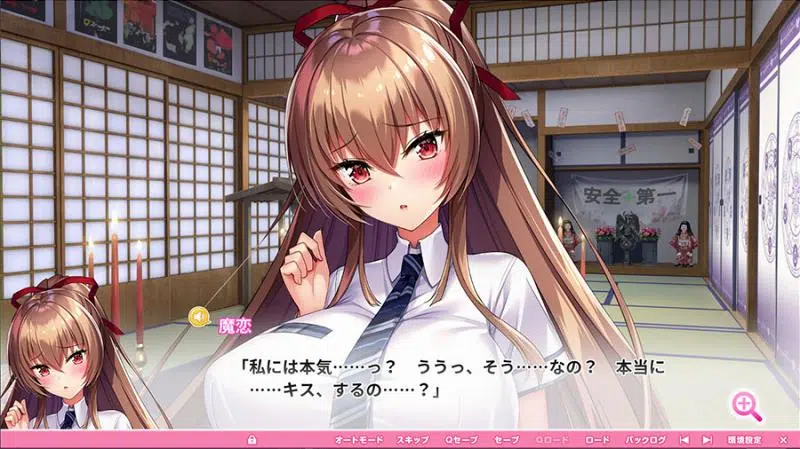 安全+第一
魔恋
「私には本気……っ?　ううっ、そう……なの?　本当に
……キス、するの……?」
オートモード　スキップ　Qセーブ　セーブ　Qロード　ロード　バックログ　環境設定